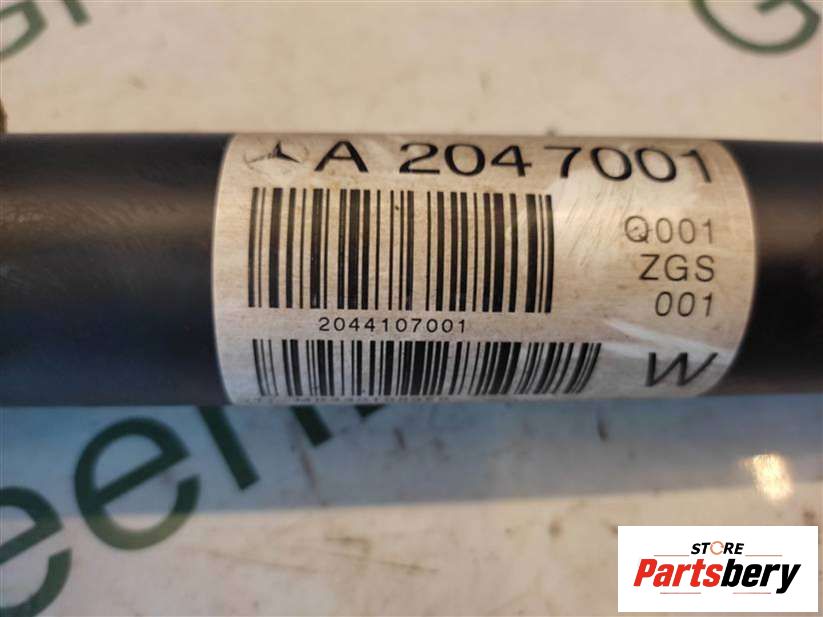 A 2047001
Q001
ZGS
001
2044107001
W
STORE
Partsbery